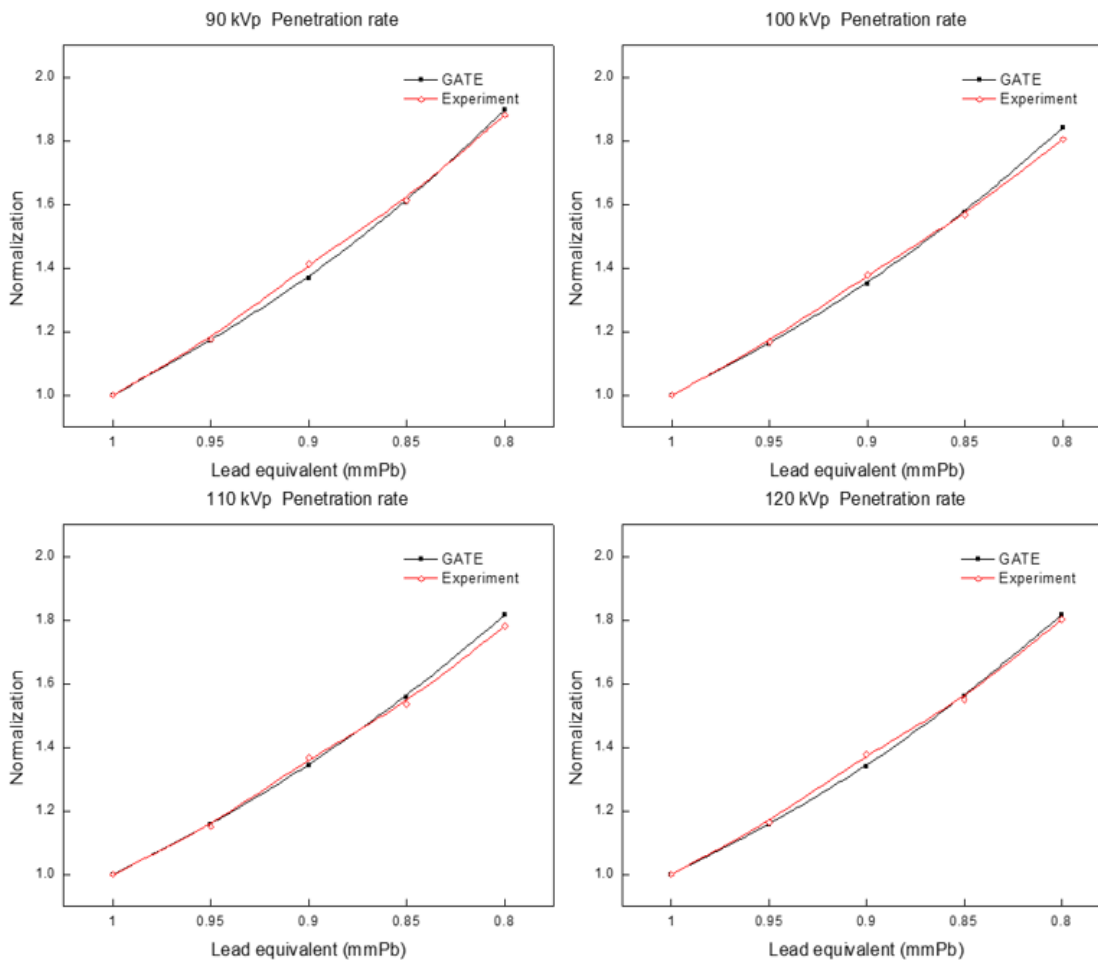 90 kVp Penetration rate
2.0
1.8
1.6
1.4
1.2
1.0
Normalization
GATE
Experiment
1 0.95 0.9 0.85 0.8
Lead equivalent (mmPb)
100 kVp Penetration rate
2.0
1.8
1.6
1.4
1.2
1.0
Normalization
GATE
Experiment
1 0.95 0.9 0.85 0.8
Lead equivalent (mmPb)
110 kVp Penetration rate
2.0
1.8
1.6
1.4
1.2
1.0
Normalization
GATE
Experiment
1 0.95 0.9 0.85 0.8
Lead equivalent (mmPb)
120 kVp Penetration rate
2.0
1.8
1.6
1.4
1.2
1.0
Normalization
GATE
Experiment
1 0.95 0.9 0.85 0.8
Lead equivalent (mmPb)